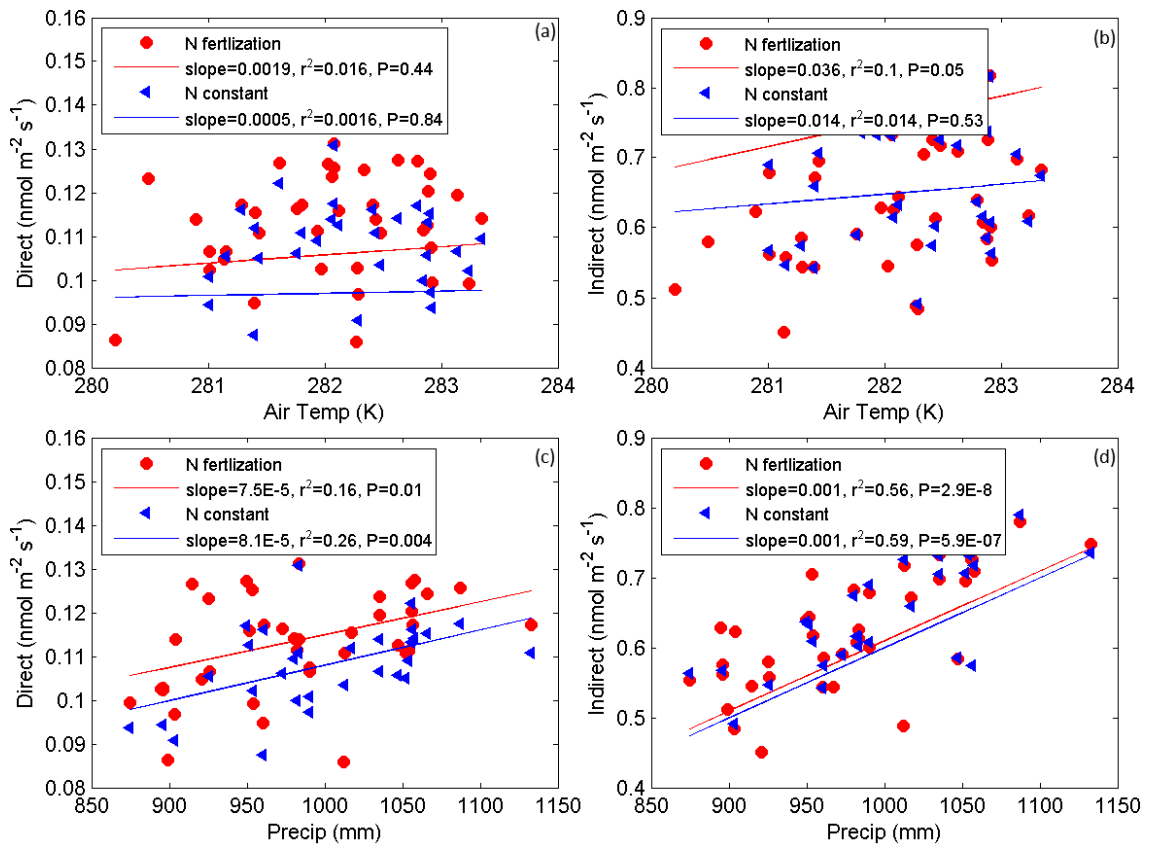 (a)
N fertlization
slope=0.0019, r²=0.016, P=0.44
N constant
slope=0.0005, r²=0.0016, P=0.84
0.16
0.15
0.14
0.13
0.12
0.11
0.1
0.09
0.08
Direct (nmol m⁻² s⁻¹)
280
281
282
283
284
Air Temp (K)
(b)
N fertlization
slope=0.036, r²=0.1, P=0.05
N constant
slope=0.014, r²=0.014, P=0.53
0.9
0.8
0.7
0.6
0.5
0.4
Indirect (nmol m⁻² s⁻¹)
280
281
282
283
284
Air Temp (K)
(c)
N fertlization
slope=7.5E-5, r²=0.16, P=0.01
N constant
slope=8.1E-5, r²=0.26, P=0.004
0.16
0.15
0.14
0.13
0.12
0.11
0.1
0.09
0.08
Direct (nmol m⁻² s⁻¹)
850
900
950
1000
1050
1100
1150
Precip (mm)
(d)
N fertlization
slope=0.001, r²=0.56, P=2.9E-8
N constant
slope=0.001, r²=0.59, P=5.9E-07
0.9
0.8
0.7
0.6
0.5
0.4
Indirect (nmol m⁻² s⁻¹)
850
900
950
1000
1050
1100
1150
Precip (mm)